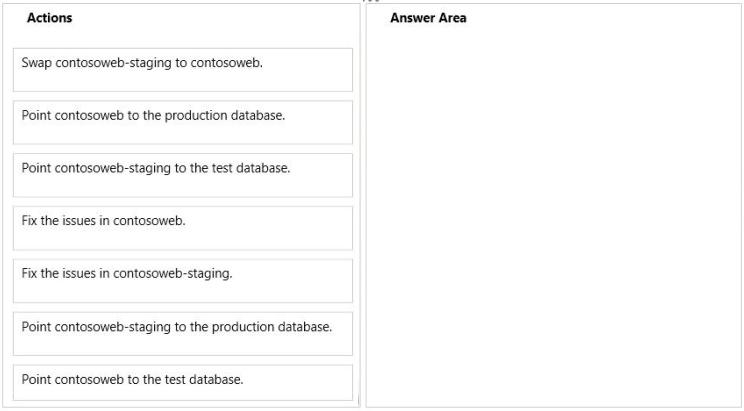 Actions
Answer Area
Swap contosoweb-staging to contosoweb.
Point contosoweb to the production database.
Point contosoweb-staging to the test database.
Fix the issues in contosoweb.
Fix the issues in contosoweb-staging.
Point contosoweb-staging to the production database.
Point contosoweb to the test database.